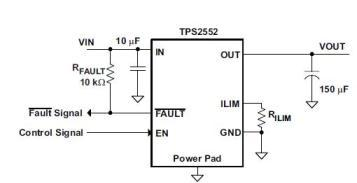 TPS2552
VIN
10 µF
IN
OUT
VOUT
RFAULT
10 kΩ
150 µF
Fault Signal
FAULT
ILIM
RILIM
Control Signal
EN
GND
Power Pad